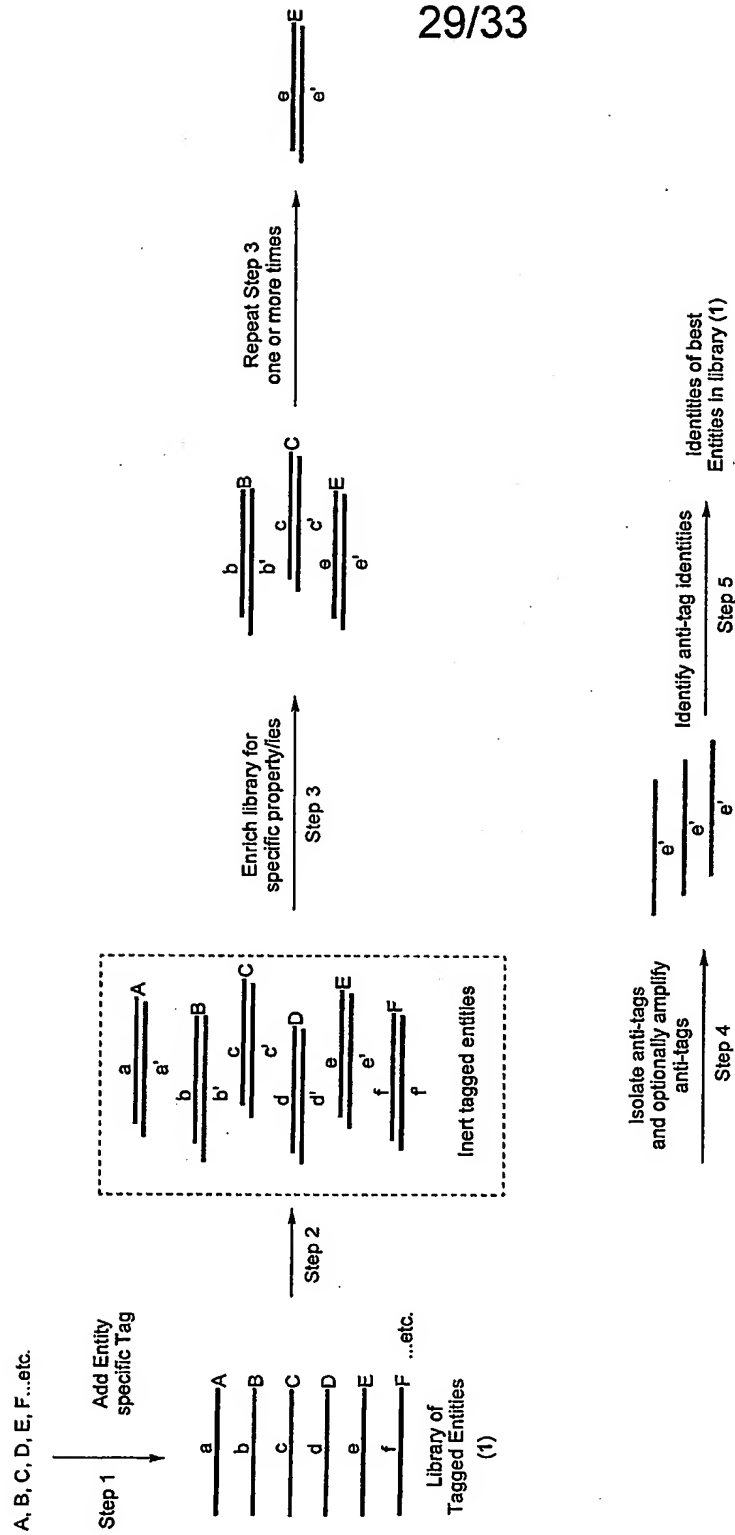 29/33
A, B, C, D, E, F...etc.
Step 1
Add Entity
specific Tag
a
A
b
B
c
C
d
D
e
E
f
F
...etc.
Library of
Tagged Entities
(1)
Step 2
a
A
a'
b
B
b'
c
C
c'
d
D
d'
e
E
e'
f
F
f'
Inert tagged entities
Enrich library for
specific property/ies
Step 3
b
B
b'
c
C
c'
e
E
e'
Repeat Step 3
one or more times
e
E
e'
Isolate anti-tags
and optionally amplify
anti-tags
Step 4
e'
e'
e'
Identify anti-tag identities
Step 5
Identities of best
Entities in library (1)